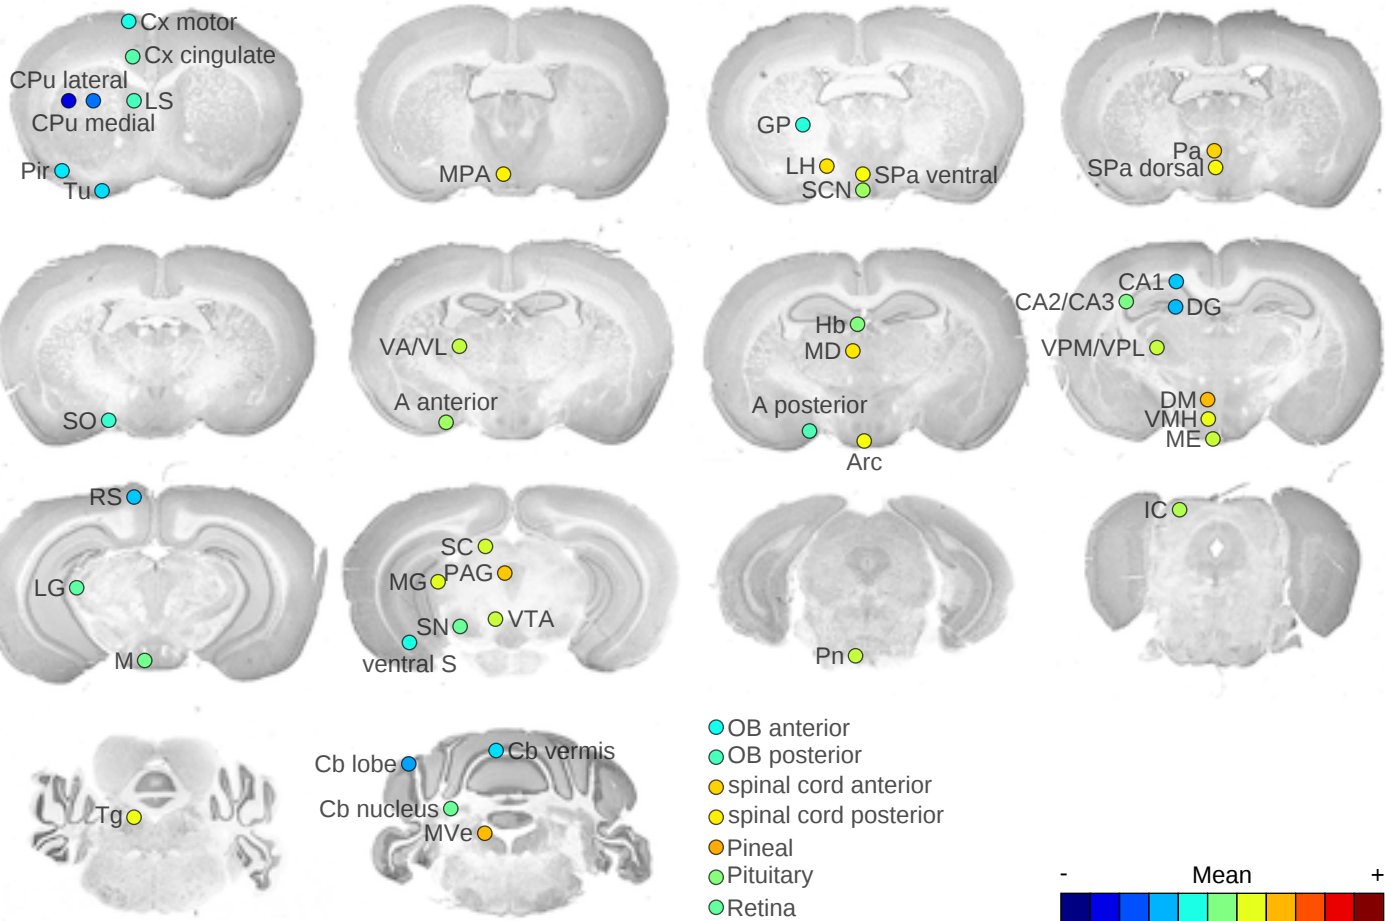 Cx motor
Cx cingulate
CPu lateral
LS
CPu medial
Pir
Tu
MPA
GP
LH
SPa ventral
SCN
Pa
SPa dorsal
SO
VA/VL
A anterior
Hb
MD
A posterior
Arc
CA1
CA2/CA3
DG
VPM/VPL
DM
VMH
ME
RS
LG
M
SC
PAG
MG
VTA
SN
ventral S
Pn
IC
Tg
Cb lobe
Cb vermis
Cb nucleus
MVe
OB anterior
OB posterior
spinal cord anterior
spinal cord posterior
Pineal
Pituitary
Retina
- Mean +